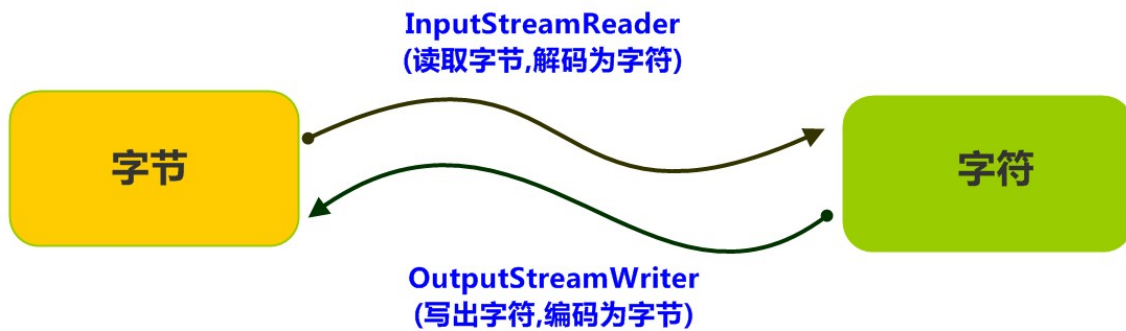 InputStreamReader
(读取字节,解码为字符)
字节
字符
OutputStreamWriter
(写出字符,编码为字节)